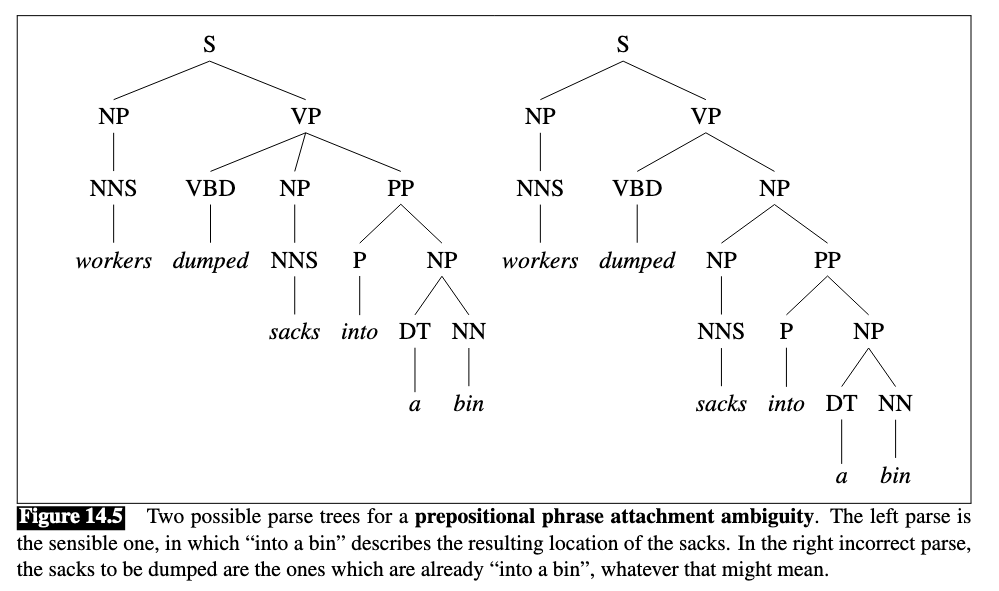 S S
NP VP NP VP
NNS VBD NP PP NNS VBD NP
workers dumped NNS P NP workers dumped NP PP
sacks into DT NN NNS P NP
a bin sacks into DT NN
a bin
Figure 14.5 Two possible parse trees for a prepositional phrase attachment ambiguity. The left parse is
the sensible one, in which “into a bin” describes the resulting location of the sacks. In the right incorrect parse,
the sacks to be dumped are the ones which are already “into a bin”, whatever that might mean.